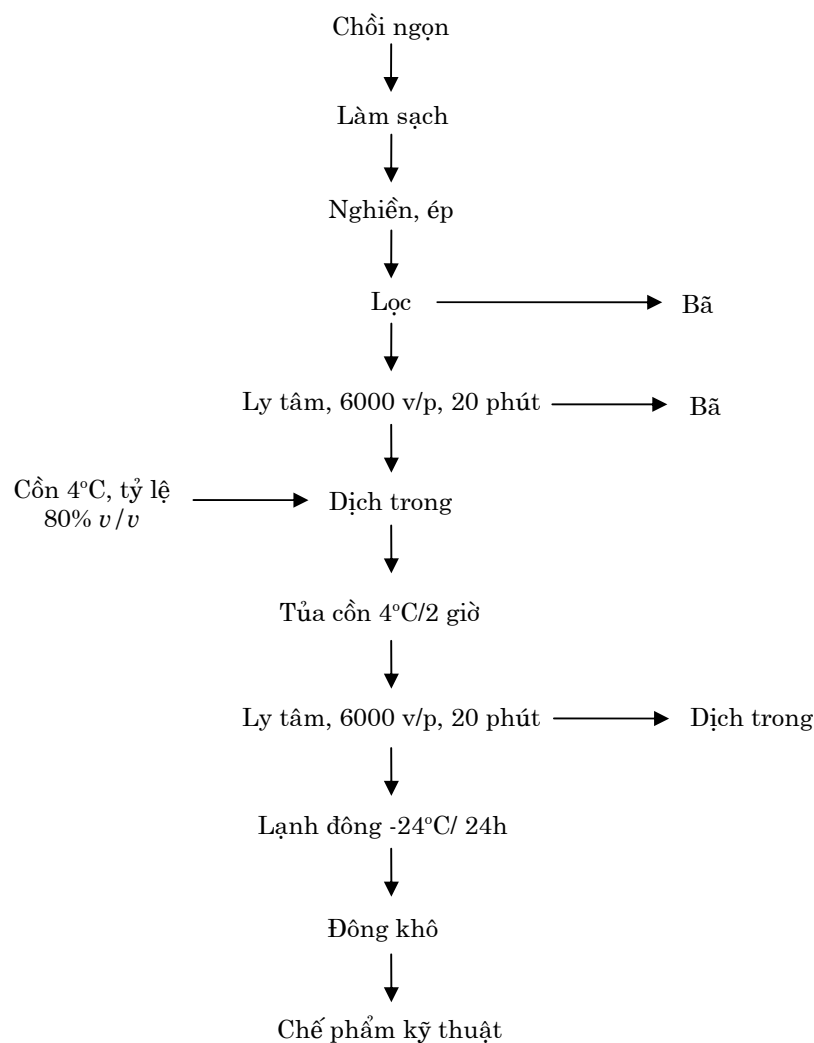 Chồi ngọn
Làm sạch
Nghiền, ép
Lọc
Bã
Ly tâm, 6000 v/p, 20 phút
Bã
Cồn 4°C, tỷ lệ
80% v/v
Dịch trong
Tủa cồn 4°C/2 giờ
Ly tâm, 6000 v/p, 20 phút
Dịch trong
Lạnh đông -24°C/ 24h
Đông khô
Chế phẩm kỹ thuật